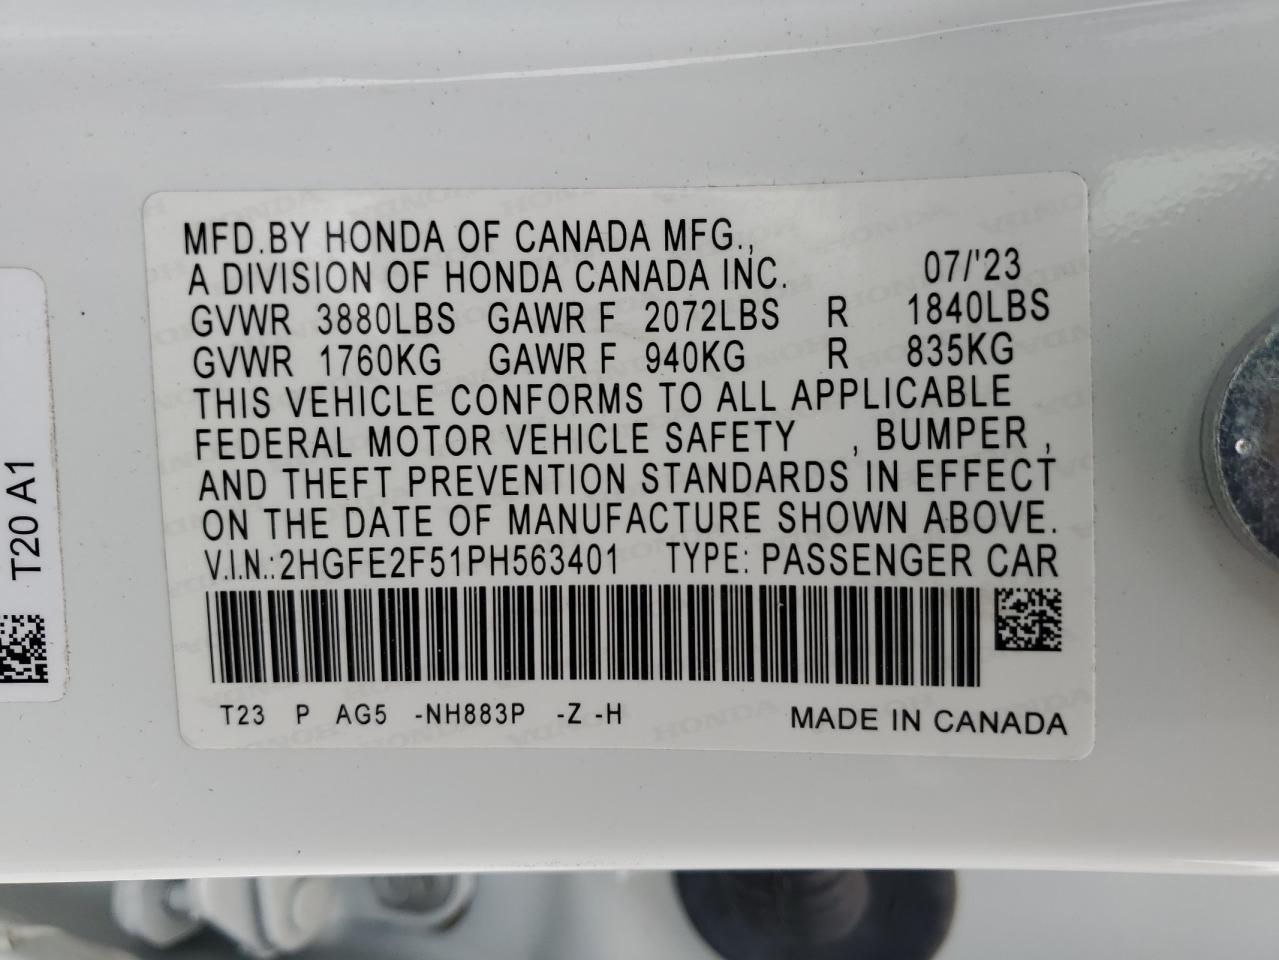 MFD.BY HONDA OF CANADA MFG.,
A DIVISION OF HONDA CANADA INC. 07/'23
GVWR 3880LBS GAWR F 2072LBS R 1840LBS
GVWR 1760KG GAWR F 940KG R 835KG
THIS VEHICLE CONFORMS TO ALL APPLICABLE
FEDERAL MOTOR VEHICLE SAFETY , BUMPER ,
AND THEFT PREVENTION STANDARDS IN EFFECT
ON THE DATE OF MANUFACTURE SHOWN ABOVE.
V.I.N.:2HGFE2F51PH563401 TYPE: PASSENGER CAR
T23 P AG5 -NH883P -Z -H MADE IN CANADA
T20 A1